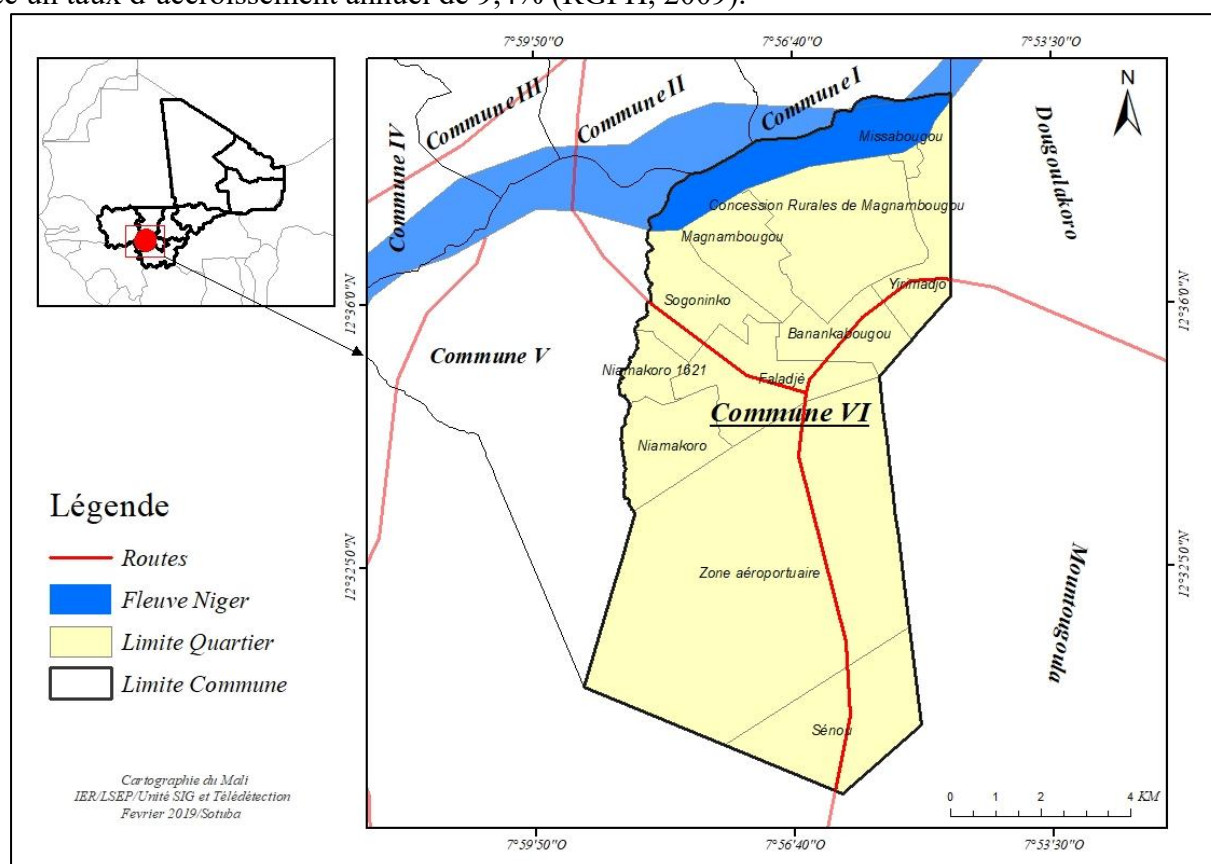 un taux d'accroissement annuel de 9,4% (RGPH, 2009).
7°59'50"O
7°56'40"O
7°53'30"O
N
Commune III
Commune II
Commune I
Commune IV
Missabougou
Dougoulakoro
Concession Rurales de Magnambougou
Magnambougou
12°36'0"N
12°36'0"N
Yirimadjo
Sogoninko
Banankabougou
Commune V
Niamakoro 1621
Faladjè
Commune VI
Niamakoro
Légende
Routes
Fleuve Niger
Limite Quartier
Limite Commune
12°32'50"N
12°32'50"N
Zone aéroportuaire
Mountougoula
Sénou
Cartographie du Mali
IER/LSEP/Unité SIG et Télédétection
Fevrier 2019/Sotuba
0 1 2 4 KM
7°59'50"O
7°56'40"O
7°53'30"O